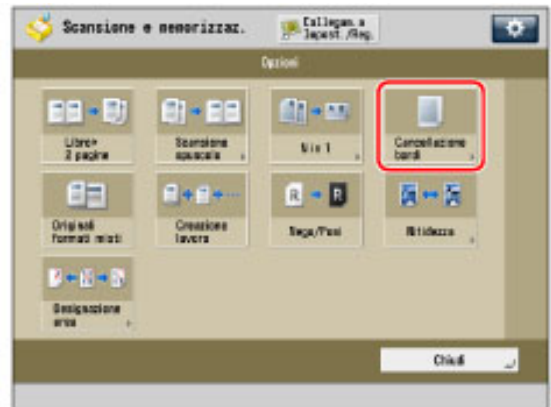 Scansione e memorizzaz.
Collegam. a
Impost./Reg.
Opzioni
Libro▸
2 pagine
Scansione
opuscolo
N in 1
Cancellazione
bordi
Originali
formati misti
Creazione
lavoro
R
R
Nega/Posi
Nitidezza
Designazione
area
Chiudi